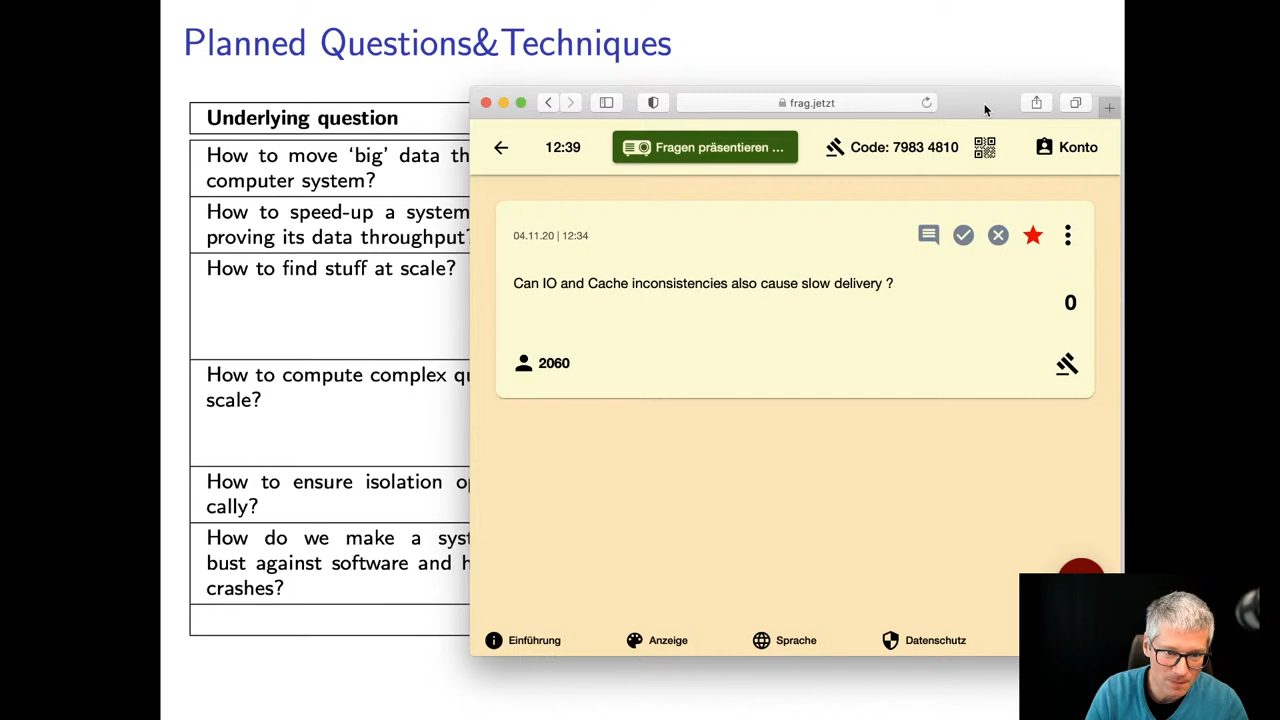 Planned Questions&Techniques
Underlying question
How to move ‘big’ data
computer system?
How to speed-up a system
proving its data throughput?
How to find stuff at scale?
How to compute complex
scale?
How to ensure isolation
cally?
How do we make a
bust against software and
crashes?
frag.jetzt
12:39
Fragen präsentieren ...
Code: 7983 4810
Konto
04.11.20 | 12:34
Can IO and Cache inconsistencies also cause slow delivery ?
0
2060
Einführung
Anzeige
Sprache
Datenschutz